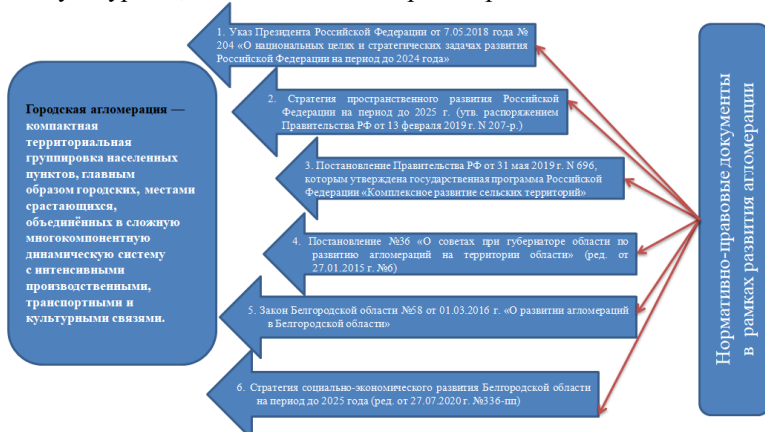 1. Указ Президента Российской Федерации от 7.05.2018 года №
204 «О национальных целях и стратегических задачах развития
Российской Федерации на период до 2024 года»
Городская агломерация —
компактная
территориальная
группировка населенных
пунктов, главным
образом городских, местами
срастающихся,
объединённых в сложную
многокомпонентную
динамическую систему
с интенсивными
производственными,
транспортными и
культурными связями.
2. Стратегия пространственного развития Российской
Федерации на период до 2025 г. (утв. распоряжением
Правительства РФ от 13 февраля 2019 г. N 207-р.)
3. Постановление Правительства РФ от 31 мая 2019 г. N 696,
которым утверждена государственная программа Российской
Федерации «Комплексное развитие сельских территорий»
4. Постановление №36 «О советах при губернаторе области по
развитию агломераций на территории области» (ред. от
27.01.2015 г. №6)
5. Закон Белгородской области №58 от 01.03.2016 г. «О развитии агломераций
в Белгородской области»
6. Стратегия социально-экономического развития Белгородской области
на период до 2025 года (ред. от 27.07.2020 г. №336-пп)
Нормативно-правовые документы
в рамках развития агломерации